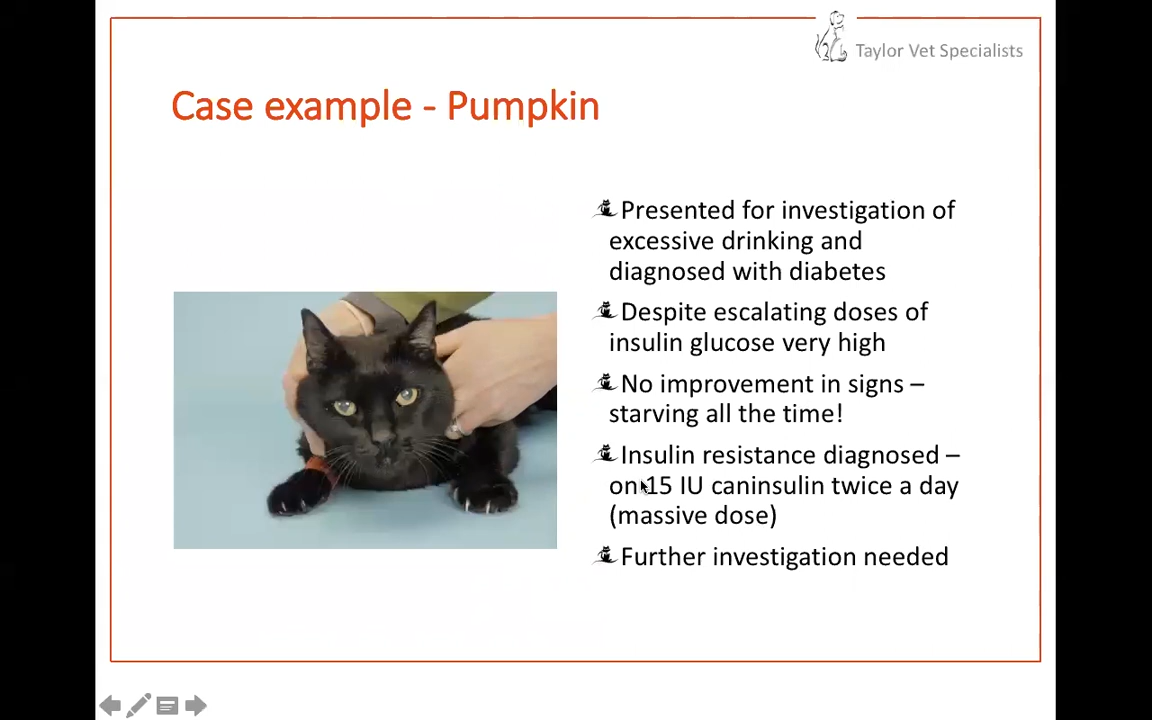 Taylor Vet Specialists
Case example - Pumpkin
Presented for investigation of
excessive drinking and
diagnosed with diabetes
Despite escalating doses of
insulin glucose very high
No improvement in signs –
starving all the time!
Insulin resistance diagnosed –
on 15 IU caninsulin twice a day
(massive dose)
Further investigation needed